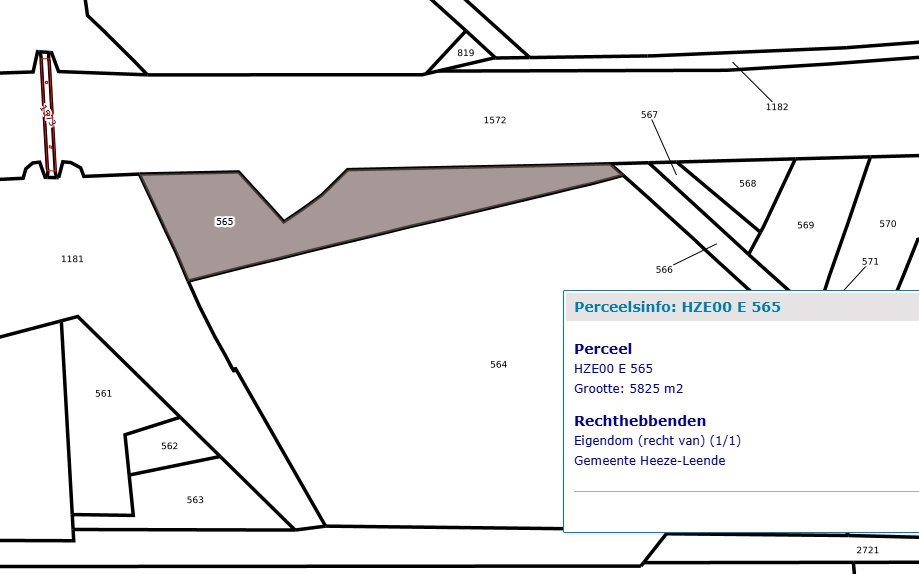 819
1182
1572
567
568
565
569
570
1181
571
566
Perceelsinfo: HZE00 E 565
Perceel
HZE00 E 565
Grootte: 5825 m2
Rechthebbenden
Eigendom (recht van) (1/1)
Gemeente Heeze-Leende
564
561
562
563
2721